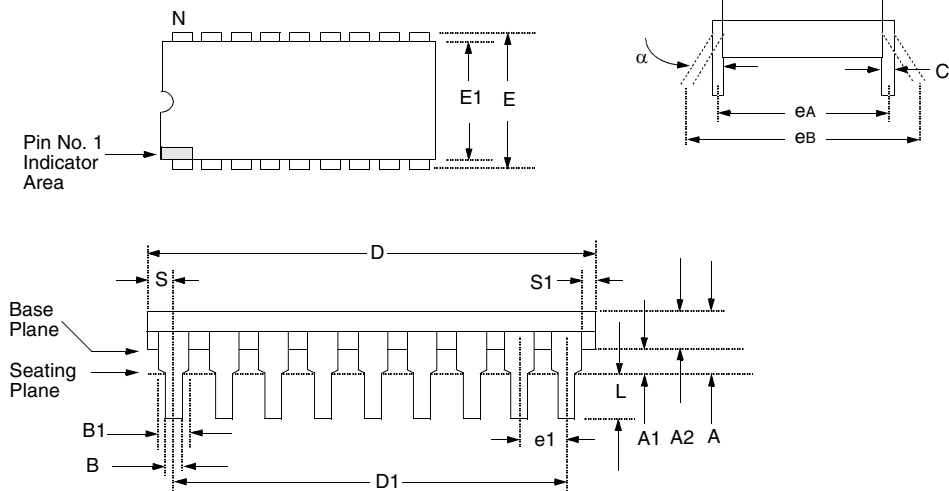 N
E1
E
Pin No. 1
Indicator
Area
α
C
eA
eB
D
S
S1
Base
Plane
Seating
Plane
L
B1
e1
A1
A2
A
B
D1